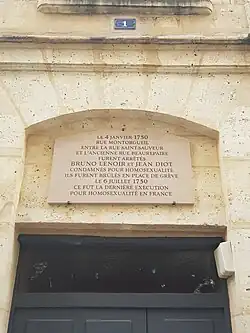 1
LE 4 JANVIER 1750
RUE MONTORGUEIL
ENTRE LA RUE SAINT-SAUVEUR
ET L'ANCIENNE RUE BEAUREPAIRE
FURENT ARRÊTÉS
BRUNO LENOIR ET JEAN DIOT
CONDAMNÉS POUR HOMOSEXUALITÉ
ILS FURENT BRÛLÉS EN PLACE DE GRÈVE
LE 6 JUILLET 1750
CE FUT LA DERNIÈRE EXÉCUTION
POUR HOMOSEXUALITÉ EN FRANCE